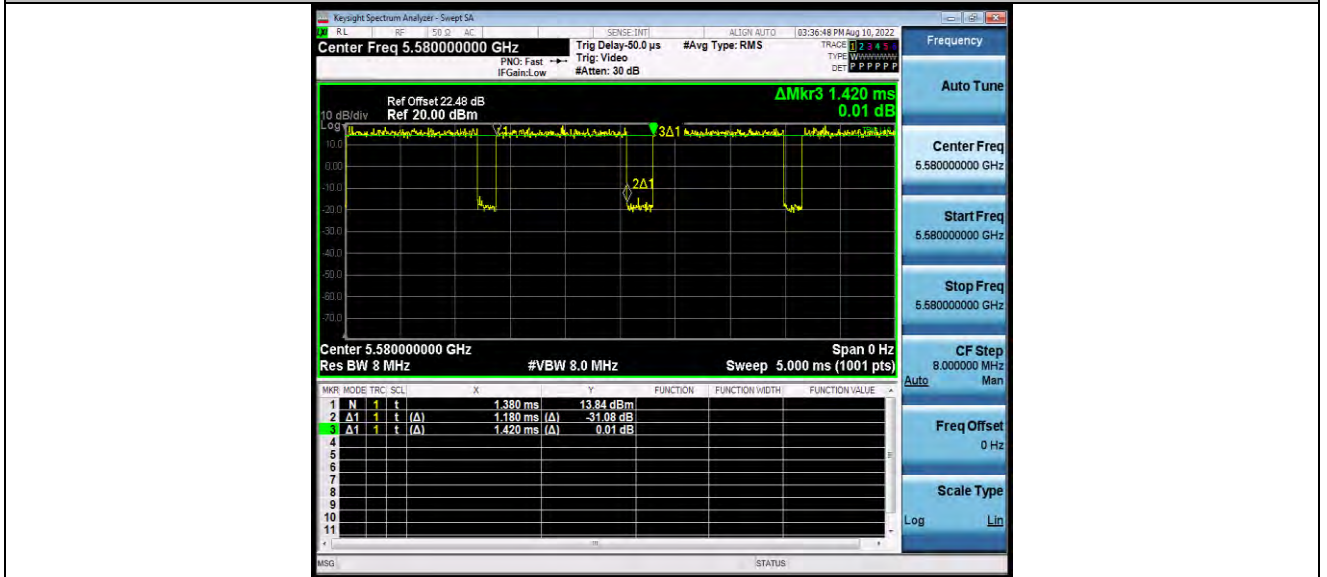 Keysight Spectrum Analyzer - Swept SA
RL RF 50 Ω AC SENSE:INT ALIGN AUTO 03:36:48 PM Aug 10, 2022
Center Freq 5.580000000 GHz
PNO: Fast
IFGain:Low
Trig Delay-50.0 µs
Trig: Video
#Atten: 30 dB
#Avg Type: RMS
TRACE 1 2 3 4 5 6
TYPE WWWWWW
DET P P P P P P
Ref Offset 22.48 dB
10 dB/div Ref 20.00 dBm
Log
ΔMkr3 1.420 ms
0.01 dB
10.0
0.00
-10.0
-20.0
-30.0
-40.0
-50.0
-60.0
-70.0
3Δ1
2Δ1
Center 5.580000000 GHz Span 0 Hz
Res BW 8 MHz #VBW 8.0 MHz Sweep 5.000 ms (1001 pts)
MKR MODE TRC SCL X Y FUNCTION FUNCTION WIDTH FUNCTION VALUE
1 N 1 t 1.380 ms 13.84 dBm
2 Δ1 1 t (Δ) 1.180 ms (Δ) -31.08 dB
3 Δ1 1 t (Δ) 1.420 ms (Δ) 0.01 dB
4
5
6
7
8
9
10
11
MSG STATUS
Frequency
Auto Tune
Center Freq
5.580000000 GHz
Start Freq
5.580000000 GHz
Stop Freq
5.580000000 GHz
CF Step
8.000000 MHz
Auto Man
Freq Offset
0 Hz
Scale Type
Log Lin